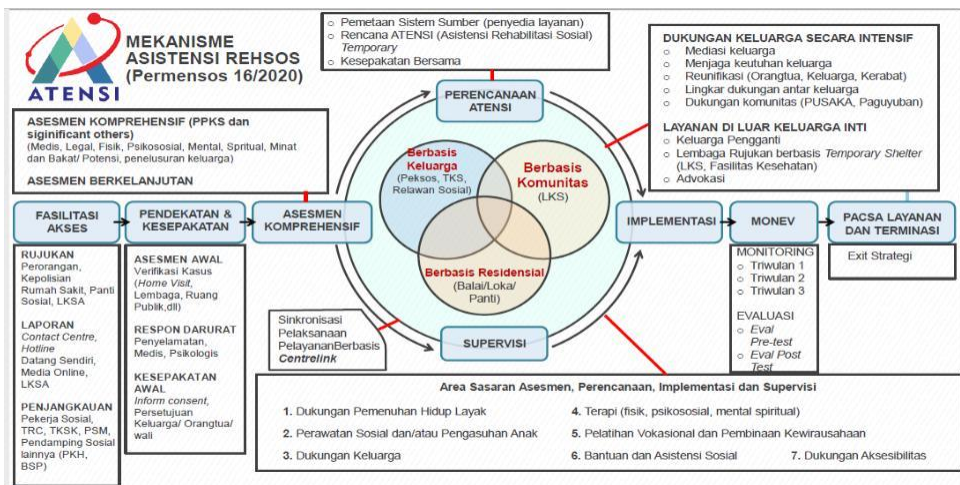 ATENSI
MEKANISME
ASISTENSI REHSOS
(Permensos 16/2020)
○ Pemetaan Sistem Sumber (penyedia layanan)
○ Rencana ATENSI (Asistensi Rehabilitasi Sosial)
Temporary
○ Kesepakatan Bersama
DUKUNGAN KELUARGA SECARA INTENSIF
○ Mediasi keluarga
○ Menjaga keutuhan keluarga
○ Reunifikasi (Orangtua, Keluarga, Kerabat)
○ Lingkar dukungan antar keluarga
○ Dukungan komunitas (PUSAKA, Paguyuban)
LAYANAN DI LUAR KELUARGA INTI
○ Keluarga Pengganti
○ Lembaga Rujukan berbasis Temporary Shelter
(LKS, Fasilitas Kesehatan)
○ Advokasi
ASESMEN KOMPREHENSIF (PPKS dan
siginificant others)
(Medis, Legal, Fisik, Psikososial, Mental, Spritual, Minat
dan Bakat/ Potensi, penelusuran keluarga)
ASESMEN BERKELANJUTAN
PERENCANAAN
ATENSI
Berbasis
Keluarga
(Peksos, TKS,
Relawan Sosial)
Berbasis
Komunitas
(LKS)
Berbasis Residensial
(Balai/Loka/
Panti)
SUPERVISI
FASILITASI
AKSES
PENDEKATAN &
KESEPAKATAN
ASESMEN
KOMPREHENSIF
IMPLEMENTASI
MONEV
PACSA LAYANAN
DAN TERMINASI
RUJUKAN
Perorangan,
Kepolisian
Rumah Sakit, Panti
Sosial, LKSA
LAPORAN
Contact Centre,
Hotline
Datang Sendiri,
Media Online,
LKSA
PENJANGKAUAN
Pekerja Sosial,
TRC, TKSK, PSM,
Pendamping Sosial
lainnya (PKH,
BSP)
ASESMEN AWAL
Verifikasi Kasus
(Home Visit,
Lembaga, Ruang
Publik,dll)
RESPON DARURAT
Penyelamatan,
Medis, Psikologis
KESEPAKATAN
AWAL
Inform consent,
Persetujuan
Keluarga/ Orangtua/
wali
Sinkronisasi
Pelaksanaan
PelayananBerbasis
Centrelink
MONITORING
○ Triwulan 1
○ Triwulan 2
○ Triwulan 3
EVALUASI
○ Eval
Pre-test
○ Eval Post
Test
Exit Strategi
Area Sasaran Asesmen, Perencanaan, Implementasi dan Supervisi
1. Dukungan Pemenuhan Hidup Layak
2. Perawatan Sosial dan/atau Pengasuhan Anak
3. Dukungan Keluarga
4. Terapi (fisik, psikososial, mental spiritual)
5. Pelatihan Vokasional dan Pembinaan Kewirausahaan
6. Bantuan dan Asistensi Sosial 7. Dukungan Aksesibilitas